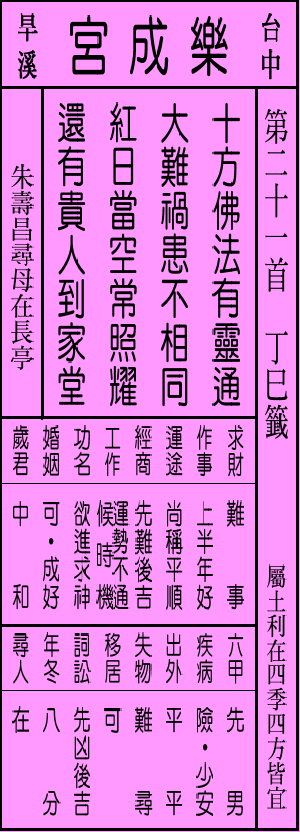 台中
樂成宮
旱溪
第二十一首 丁巳籤 屬土利在四季四方皆宜
十方佛法有靈通
大難禍患不相同
紅日當空常照耀
還有貴人到家堂
朱壽昌尋母在長亭
求財 難事
作事 上半年好
運途 尚稱平順
經商 先難後吉
工作 運勢不通候時機
功名 欲進求神
婚姻 可・成好
歲君 中和
六甲 先男
疾病 險・少安
出外 平平
失物 難尋
移居 可
詞訟 先凶後吉
年冬 八分
尋人 在